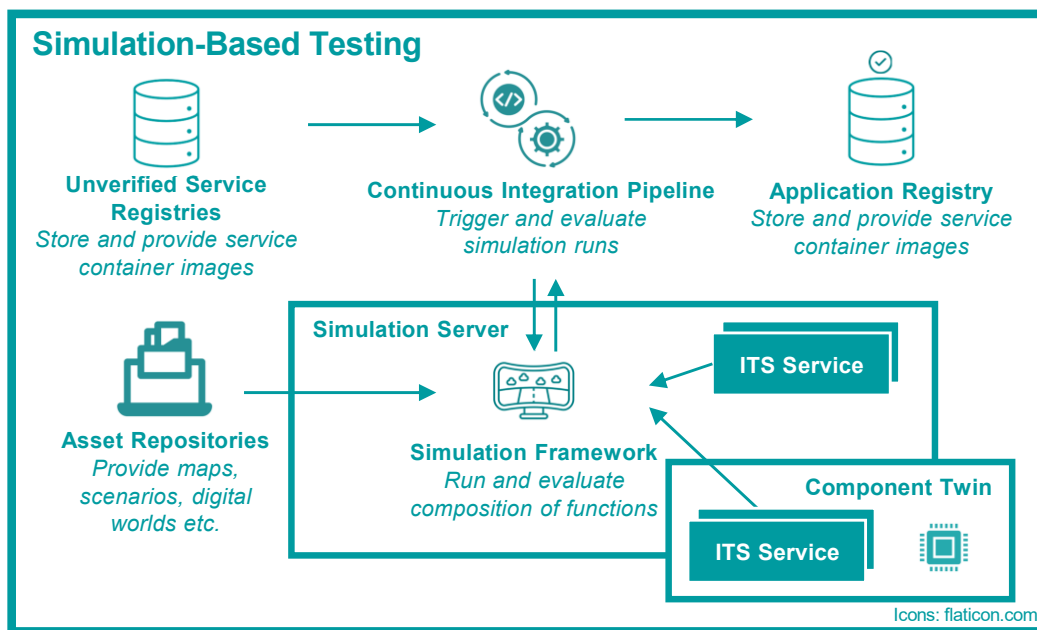 Simulation-Based Testing
</>
Unverified Service
Registries
Store and provide service
container images
Continuous Integration Pipeline
Trigger and evaluate
simulation runs
Application Registry
Store and provide service
container images
Simulation Server
ITS Service
Asset Repositories
Provide maps,
scenarios, digital
worlds etc.
Simulation Framework
Run and evaluate
composition of functions
Component Twin
ITS Service
Icons: flaticon.com